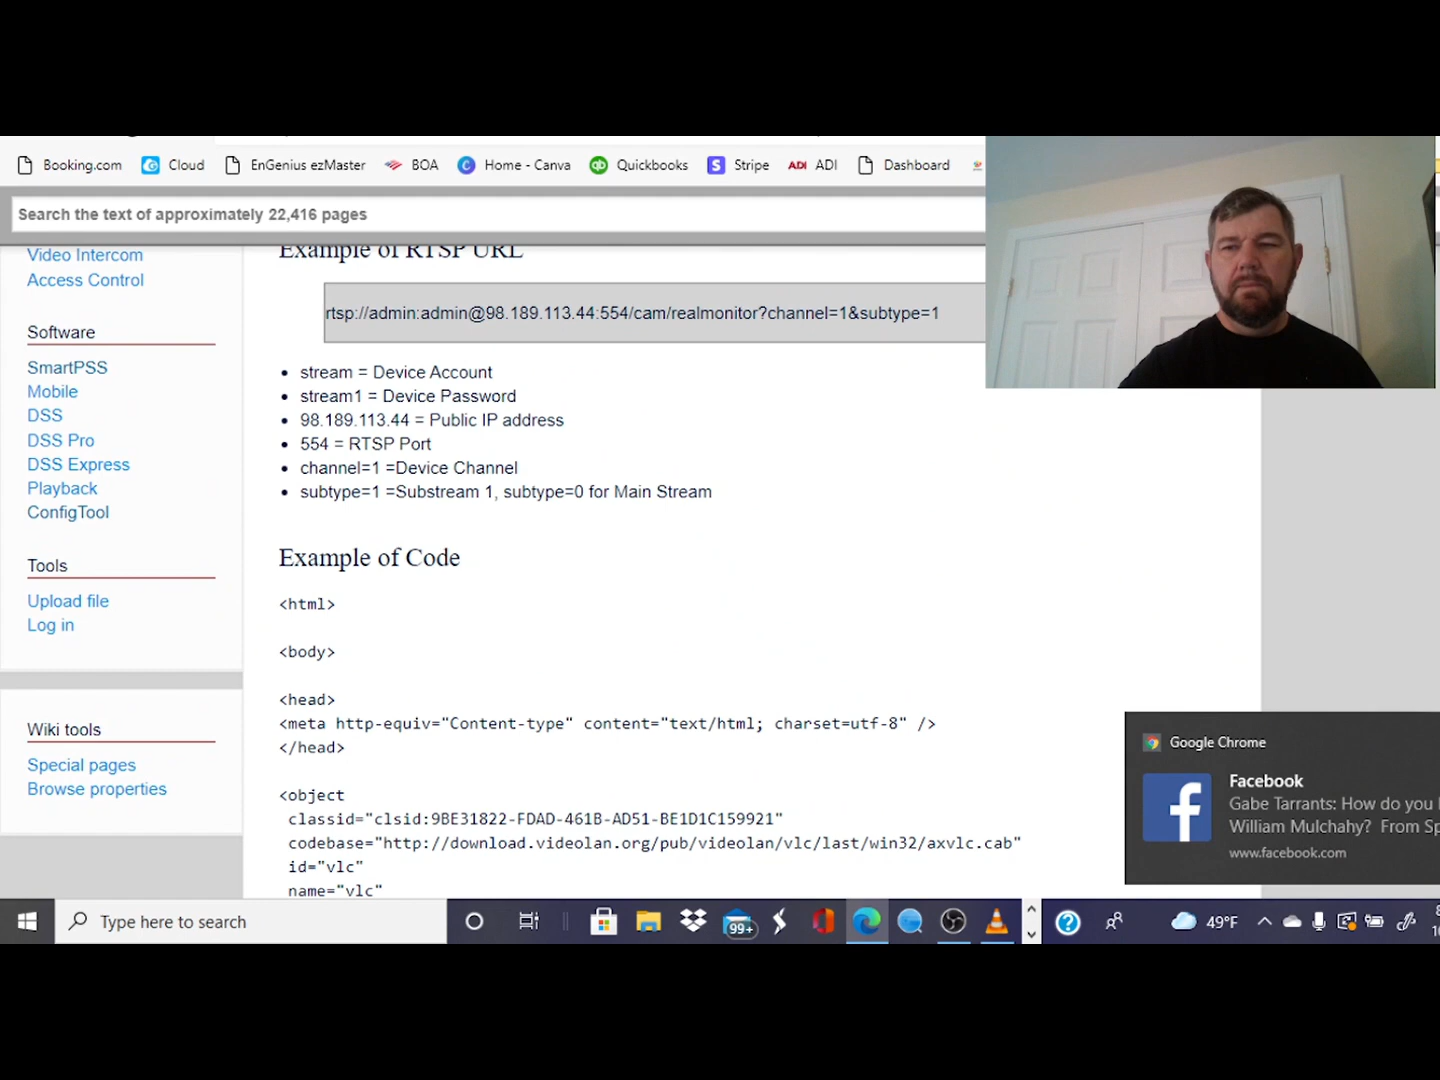 Booking.com Cloud EnGenius ezMaster BOA Home - Canva Quickbooks Stripe ADI ADI Dashboard
Search the text of approximately 22,416 pages
Video Intercom
Access Control
Software
SmartPSS
Mobile
DSS
DSS Pro
DSS Express
Playback
ConfigTool
Tools
Upload file
Log in
Wiki tools
Special pages
Browse properties
Example of RTSP URL
rtsp://admin:admin@98.189.113.44:554/cam/realmonitor?channel=1&subtype=1
• stream = Device Account
• stream1 = Device Password
• 98.189.113.44 = Public IP address
• 554 = RTSP Port
• channel=1 =Device Channel
• subtype=1 =Substream 1, subtype=0 for Main Stream
Example of Code
<html>
<body>
<head>
<meta http-equiv="Content-type" content="text/html; charset=utf-8" />
</head>
<object
classid="clsid:9BE31822-FDAD-461B-AD51-BE1D1C159921"
codebase="http://download.videolan.org/pub/videolan/vlc/last/win32/axvlc.cab"
id="vlc"
name="vlc"
Google Chrome
Facebook
Gabe Tarrants: How do you
William Mulchahy? From Sp
www.facebook.com
Type here to search
99+
49°F